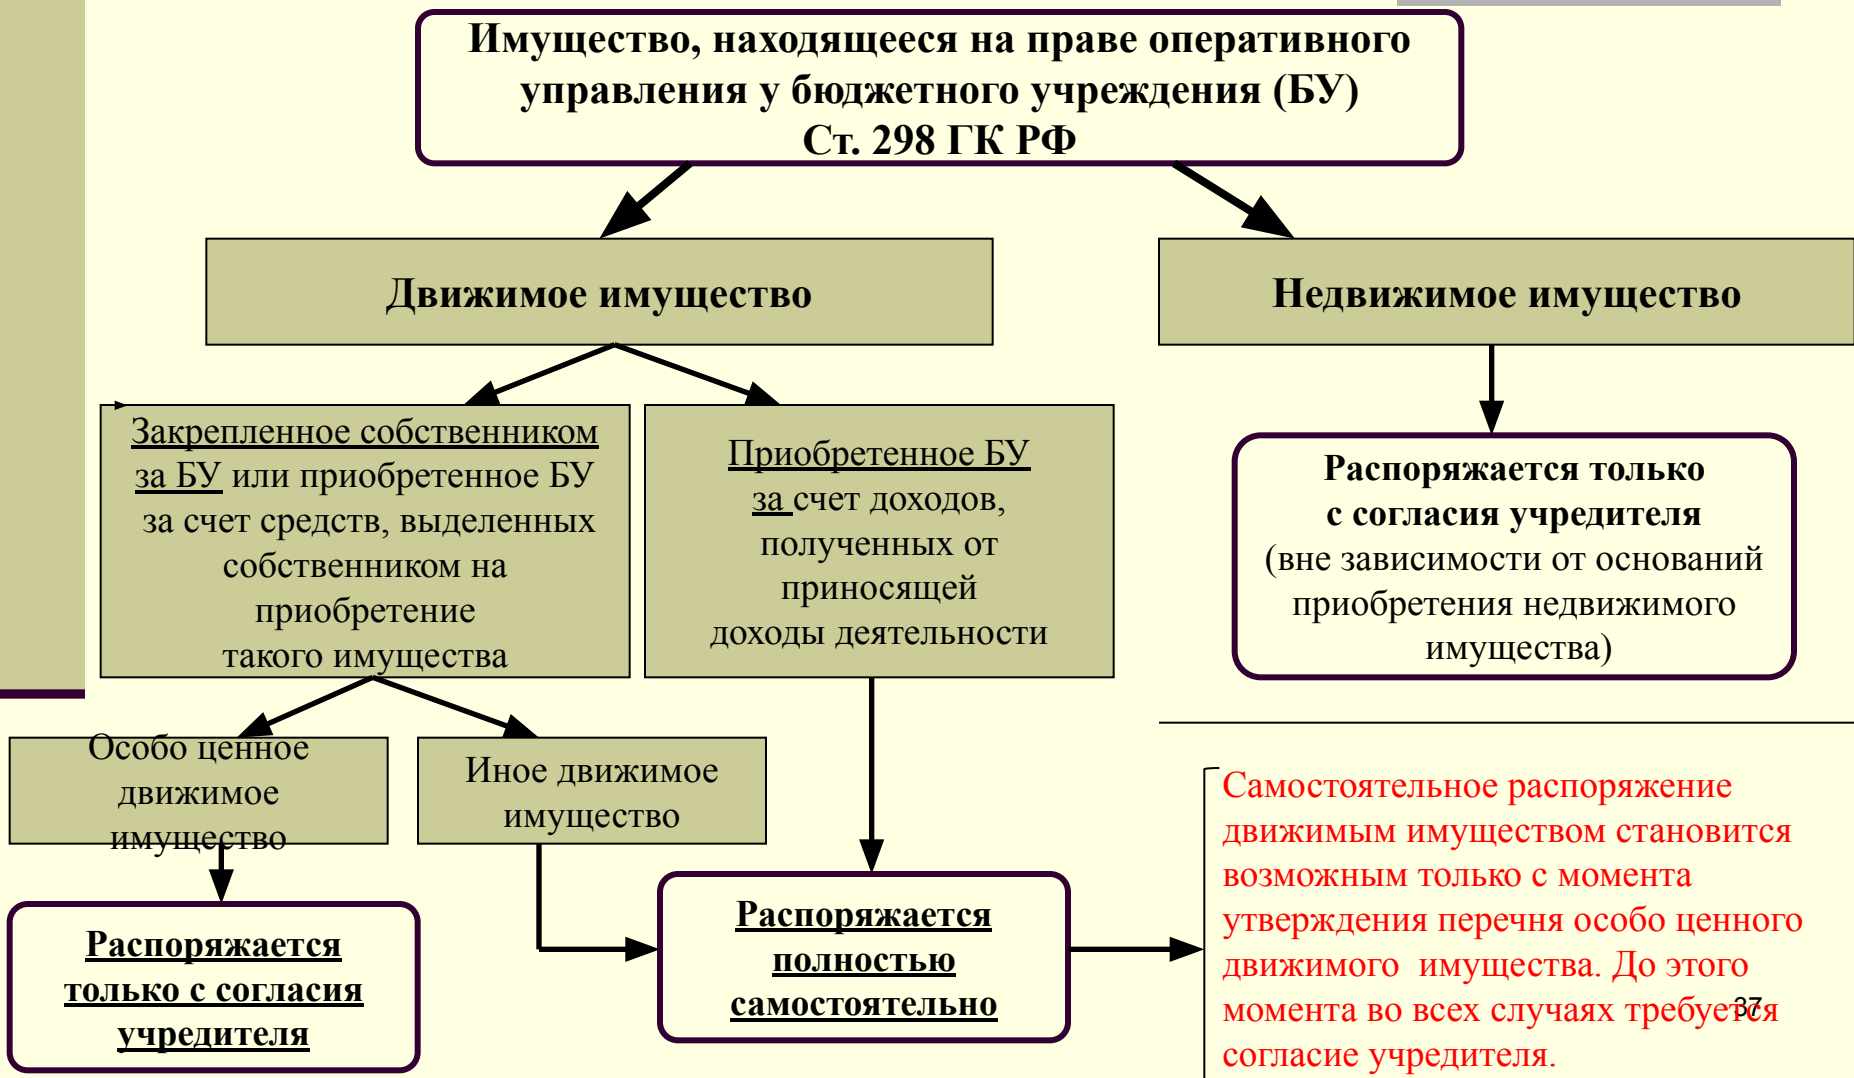 Имущество, находящееся на праве оперативного
управления у бюджетного учреждения (БУ)
Ст. 298 ГК РФ
Движимое имущество
Недвижимое имущество
Закрепленное собственником
за БУ или приобретенное БУ
за счет средств, выделенных
собственником на
приобретение
такого имущества
Приобретенное БУ
за счет доходов,
полученных от
приносящей
доходы деятельности
Распоряжается только
с согласия учредителя
(вне зависимости от оснований
приобретения недвижимого
имущества)
Особо ценное
движимое
имущество
Иное движимое
имущество
Распоряжается
только с согласия
учредителя
Распоряжается
полностью
самостоятельно
Самостоятельное распоряжение
движимым имуществом становится
возможным только с момента
утверждения перечня особо ценного
движимого имущества. До этого
момента во всех случаях требуется
согласие учредителя.
37